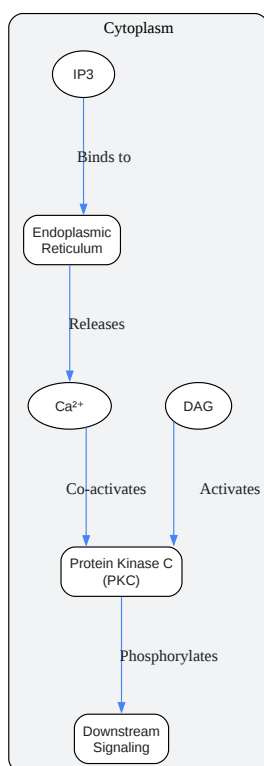 Cytoplasm
IP3
Binds to
Endoplasmic
Reticulum
Releases
Ca²⁺
DAG
Co-activates
Activates
Protein Kinase C
(PKC)
Phosphorylates
Downstream
Signaling